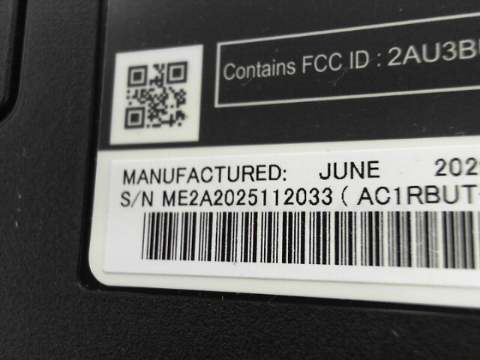 Contains FCC ID : 2AU3B
MANUFACTURED: JUNE 202
S/N ME2A2025112033 ( AC1RBUT